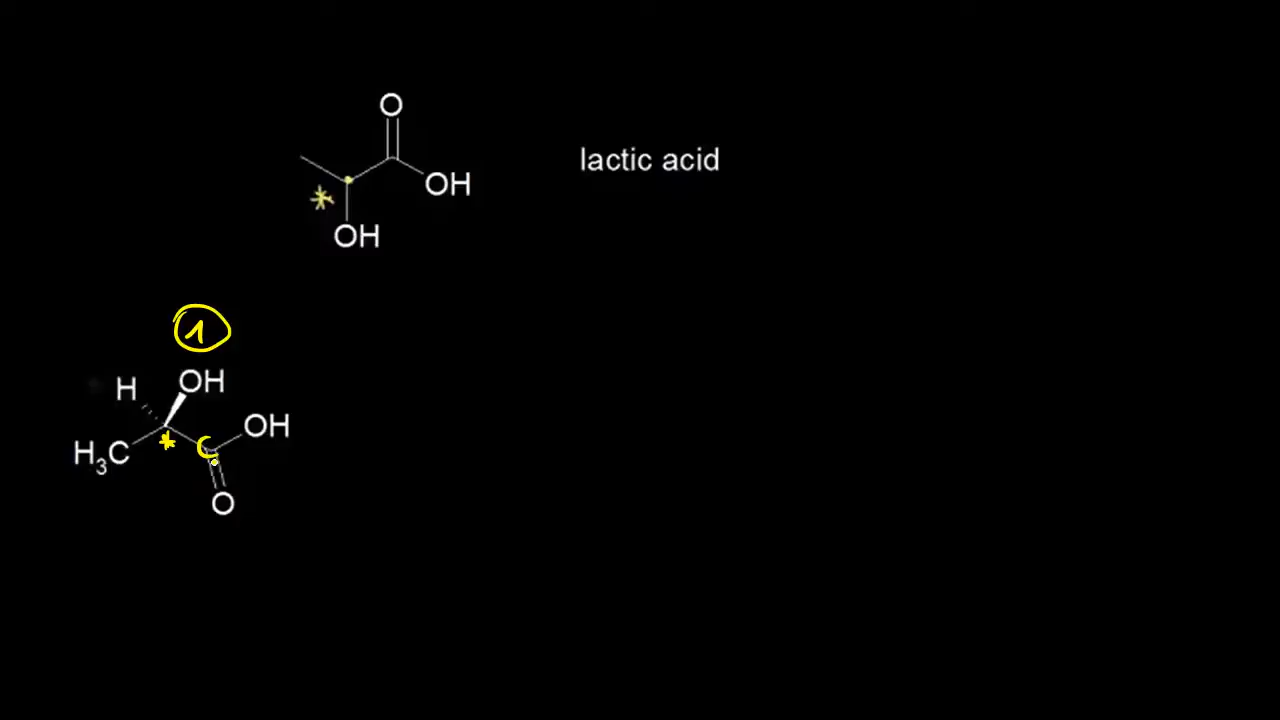 O
lactic acid
OH
*
OH
1
H OH
OH
* C
H₃C
O